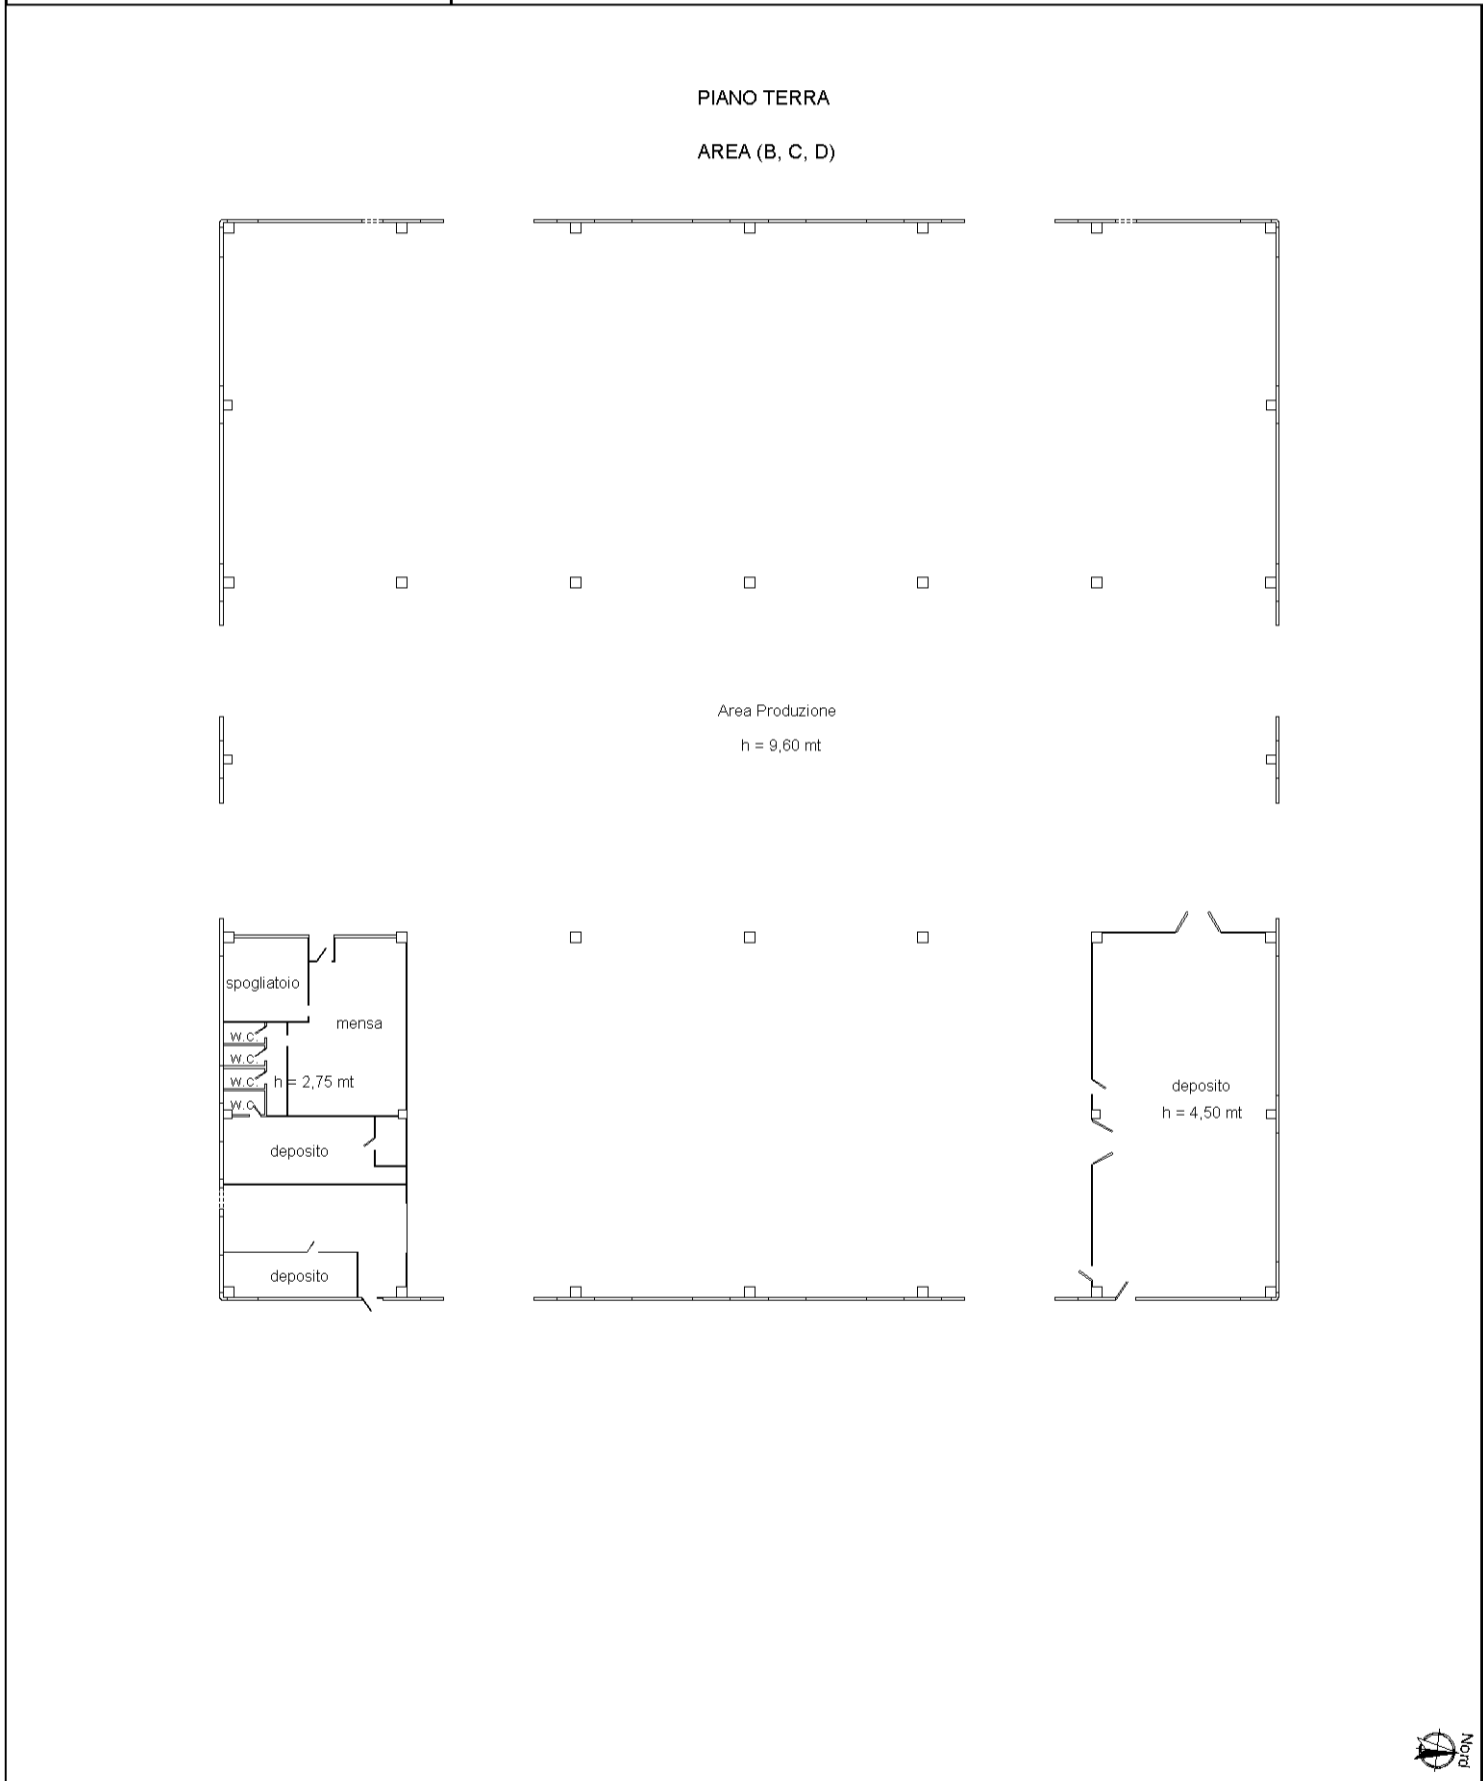 PIANO TERRA
AREA (B, C, D)
Area Produzione
h = 9,60 mt
spogliatoio
mensa
w.c.
w.c.
w.c.
h = 2,75 mt
w.c.
deposito
h = 4,50 mt
deposito
deposito
Nord